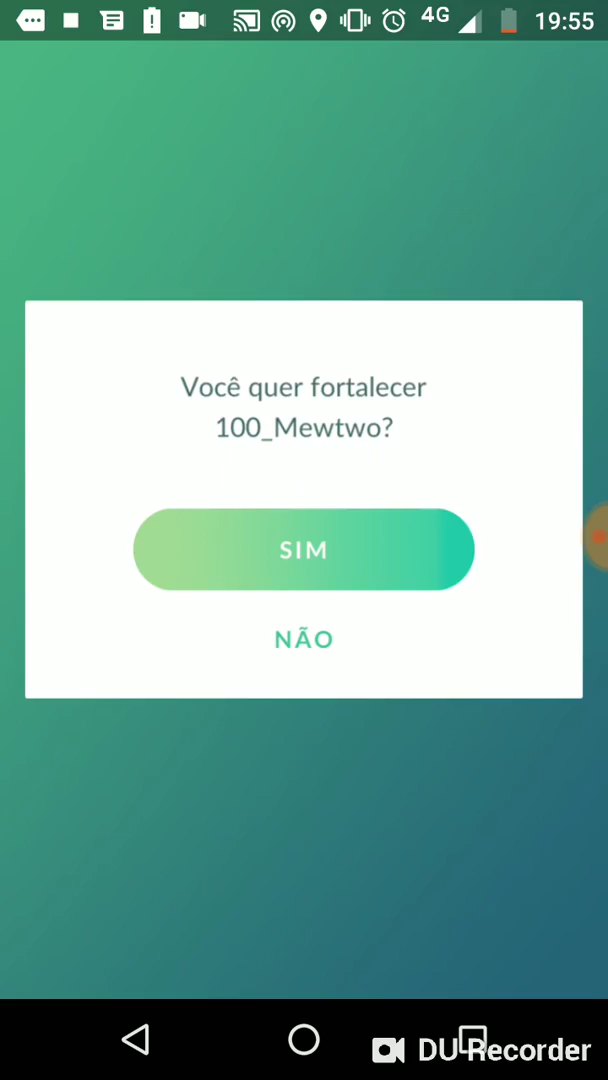 4G 19:55
Você quer fortalecer
100_Mewtwo?
SIM
NÃO
DU Recorder